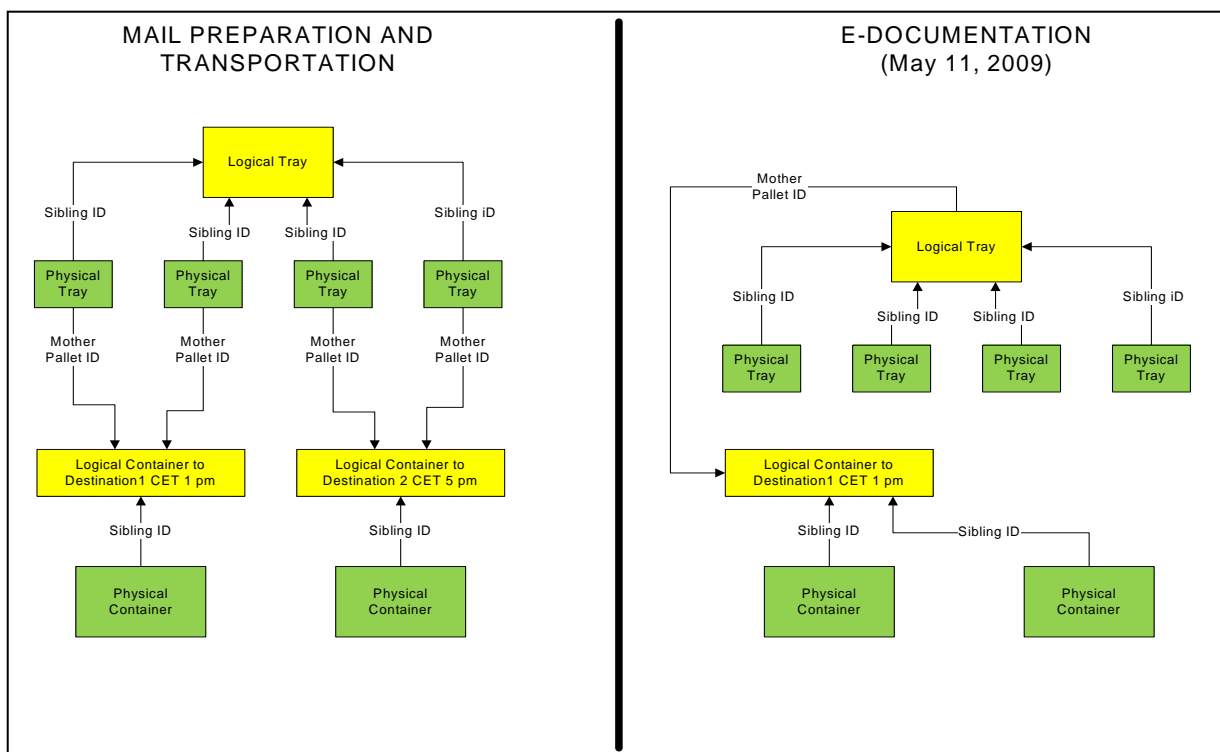 MAIL PREPARATION AND
TRANSPORTATION
Logical Tray
Sibling ID
Sibling ID
Sibling ID
Sibling iD
Physical
Tray
Physical
Tray
Physical
Tray
Physical
Tray
Mother
Pallet ID
Mother
Pallet ID
Mother
Pallet ID
Mother
Pallet ID
Logical Container to
Destination1 CET 1 pm
Logical Container to
Destination 2 CET 5 pm
Sibling ID
Sibling ID
Physical
Container
Physical
Container
E-DOCUMENTATION
(May 11, 2009)
Mother
Pallet ID
Logical Tray
Sibling ID
Sibling ID
Sibling ID
Sibling iD
Physical
Tray
Physical
Tray
Physical
Tray
Physical
Tray
Logical Container to
Destination1 CET 1 pm
Sibling ID
Sibling ID
Physical
Container
Physical
Container